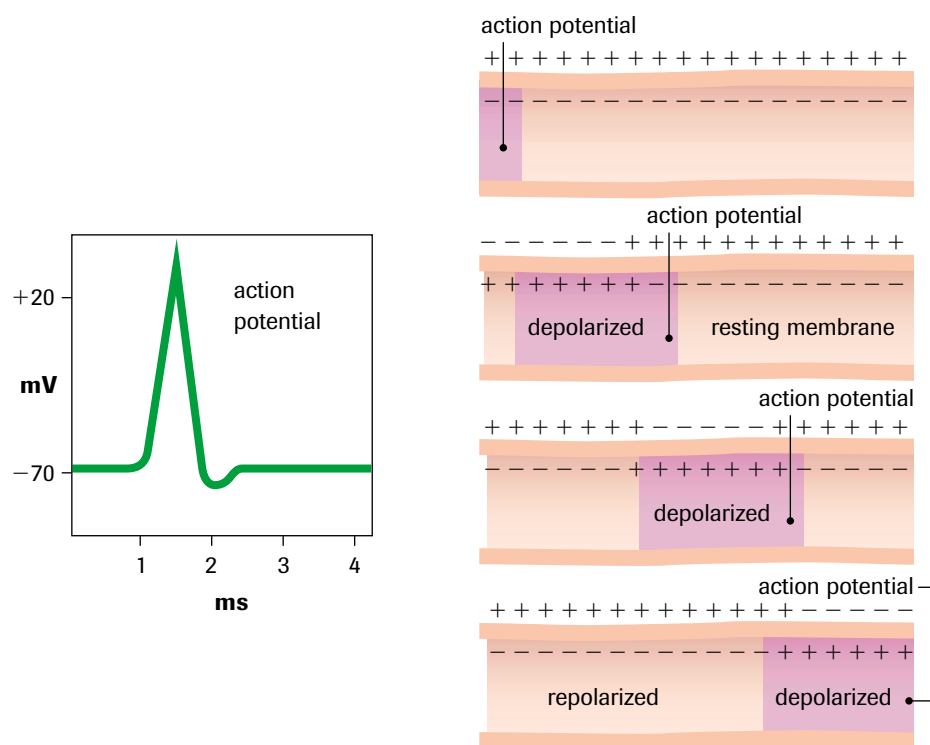 +20
mV
−70
action
potential
1 2 3 4
ms
action potential
+ + + + + + + + + + + + + + + + + +
− − − − − − − − − − − − − − − − − −
action potential
− − − − − − + + + + + + + + + + + +
+ + + + + + + − − − − − − − − − − −
depolarized resting membrane
action potential
+ + + + + + + − − − − − + + + + + +
− − − − − − + + + + + + + − − − − −
depolarized
action potential
+ + + + + + + + + + + + + − − − − −
− − − − − − − − − − − − + + + + + +
repolarized depolarized